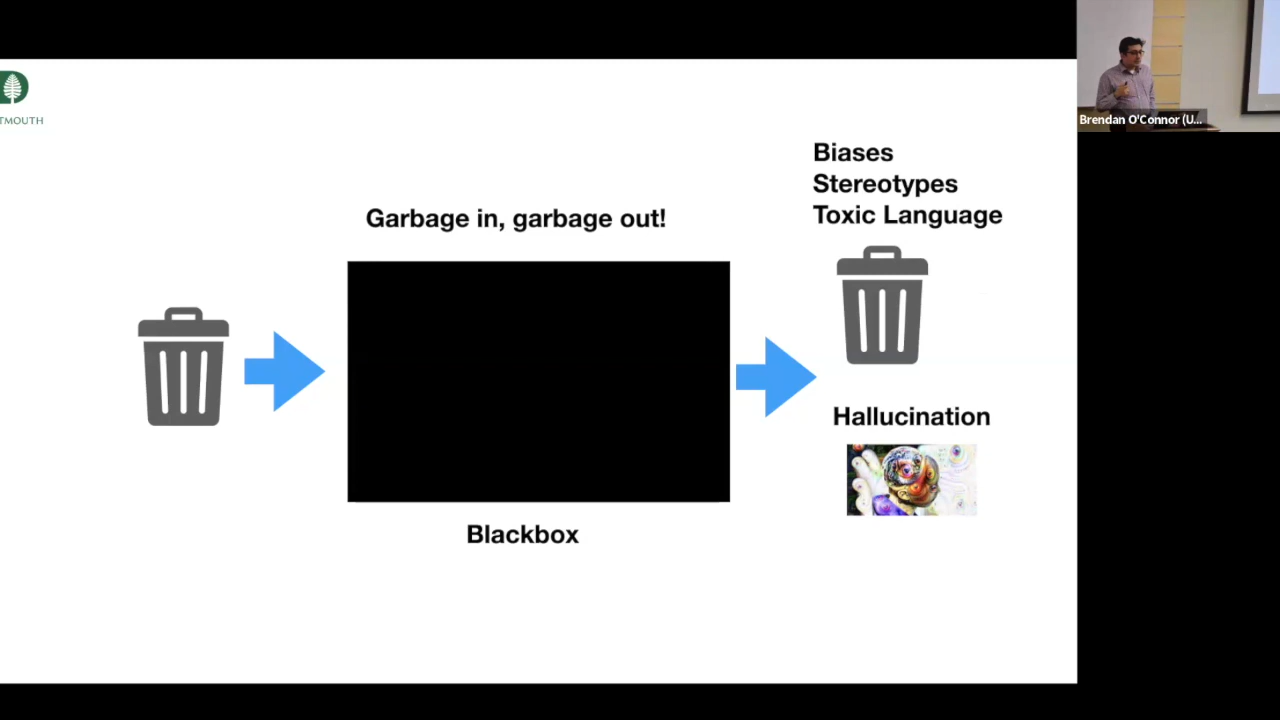 TMOUTH
Garbage in, garbage out!
Biases
Stereotypes
Toxic Language
Hallucination
Blackbox
Brendan O'Connor (U...